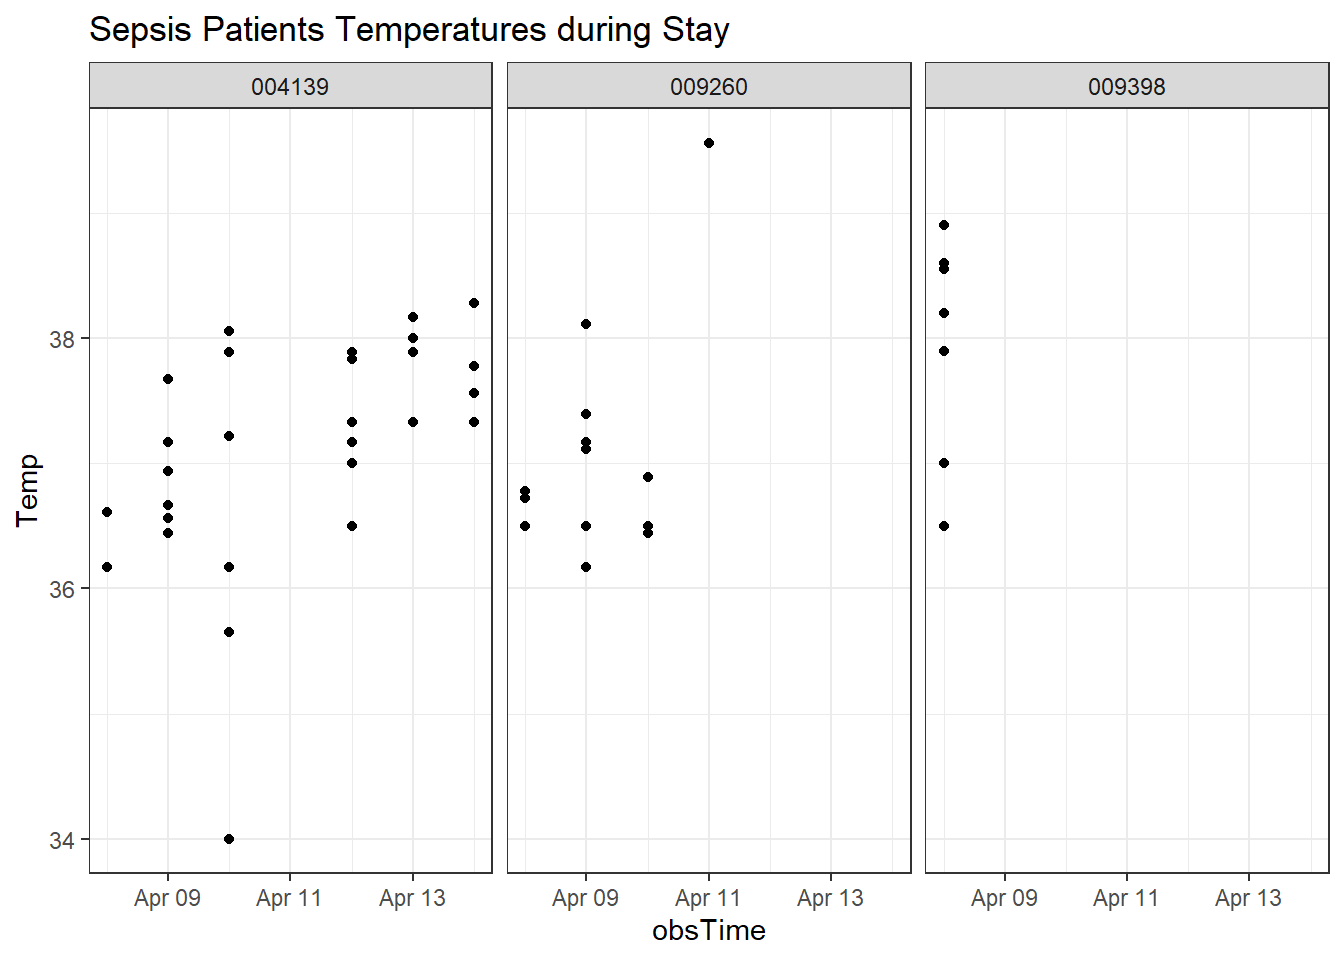 Sepsis Patients Temperatures during Stay
004139 009260 009398
Temp
38
36
34
Apr 09 Apr 11 Apr 13 Apr 09 Apr 11 Apr 13 Apr 09 Apr 11 Apr 13
obsTime